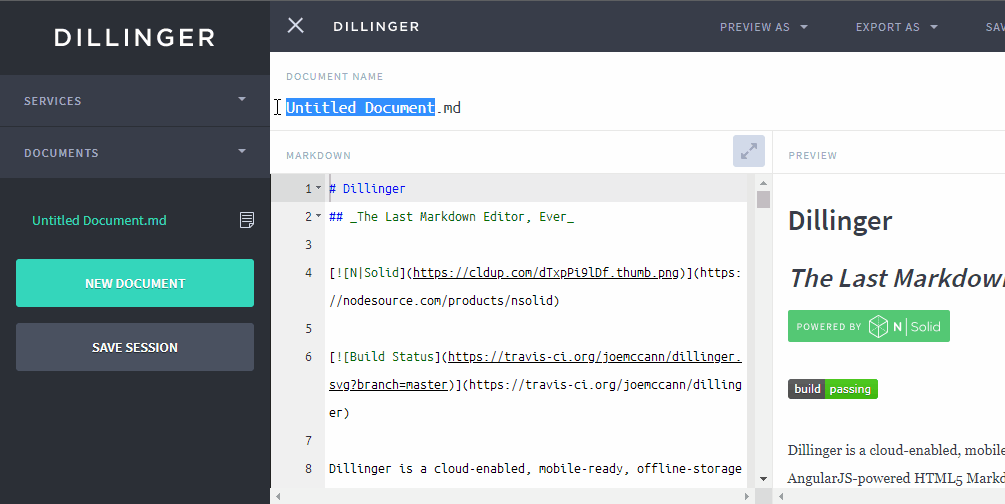 DILLINGER
SERVICES
DOCUMENTS
Untitled Document.md
NEW DOCUMENT
SAVE SESSION
DILLINGER
PREVIEW AS
EXPORT AS
SAV
DOCUMENT NAME
Untitled Document.md
MARKDOWN
1 # Dillinger
2 ## _The Last Markdown Editor, Ever_
3
4 [![N|Solid](https://cldup.com/dTxpPi9lDf.thumb.png)](https:
//nodesource.com/products/nsolid)
5
6 [![Build Status](https://travis-ci.org/joemccann/dillinger.
svg?branch=master)](https://travis-ci.org/joemccann/dilling
er)
7
8 Dillinger is a cloud-enabled, mobile-ready, offline-storage
PREVIEW
Dillinger
The Last Markdown
POWERED BY N|Solid
build passing
Dillinger is a cloud-enabled, mobile
AngularJS-powered HTML5 Markd